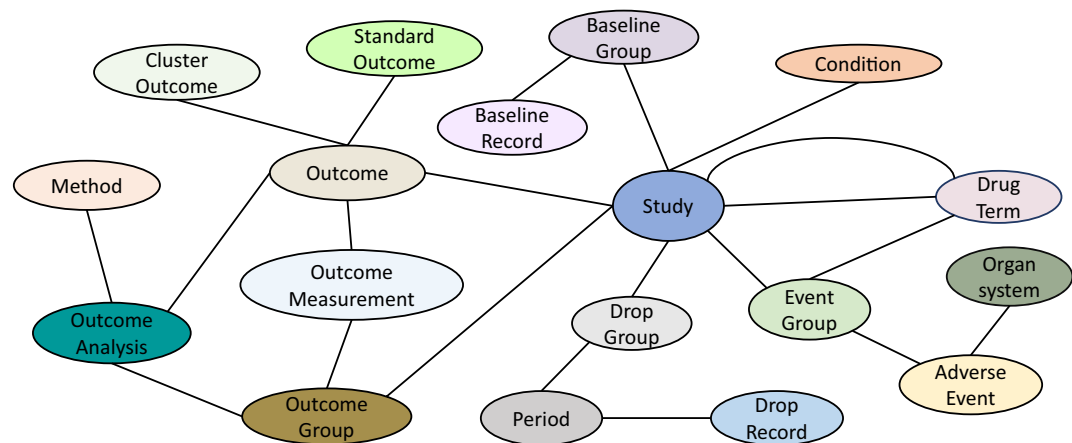 Cluster
Outcome
Standard
Outcome
Baseline
Group
Condition
Baseline
Record
Method
Outcome
Study
Drug
Term
Outcome
Measurement
Organ
system
Event
Group
Outcome
Analysis
Drop
Group
Adverse
Event
Outcome
Group
Period
Drop
Record